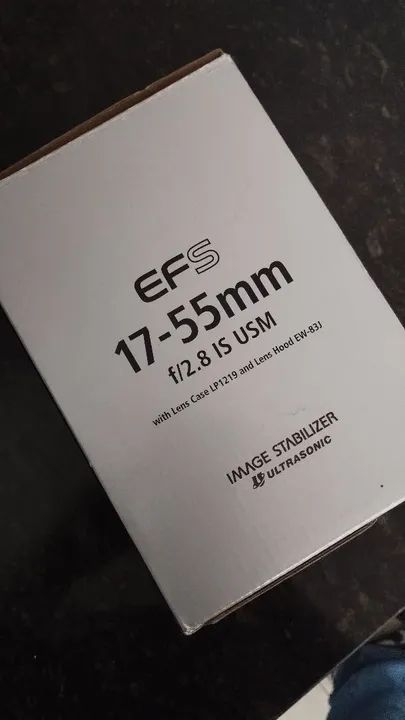 EFS
17-55mm
f/2.8 IS USM
with Lens Case LP1219 and Lens Hood EW-83J
IMAGE STABILIZER
ULTRASONIC